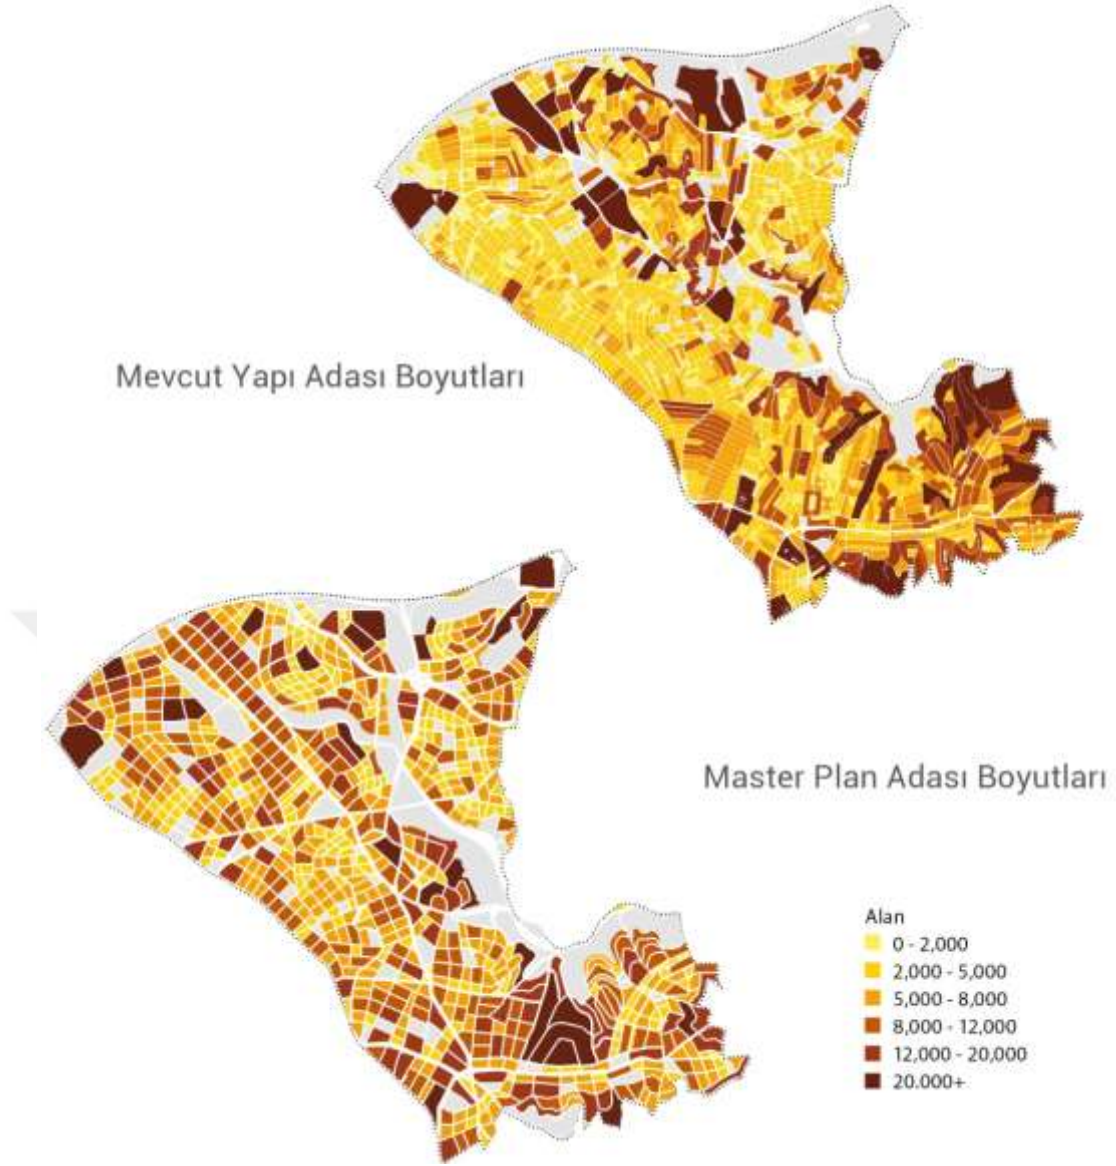 Mevcut Yapı Adası Boyutları
Master Plan Adası Boyutları
Alan
0 - 2,000
2,000 - 5,000
5,000 - 8,000
8,000 - 12,000
12,000 - 20,000
20.000+